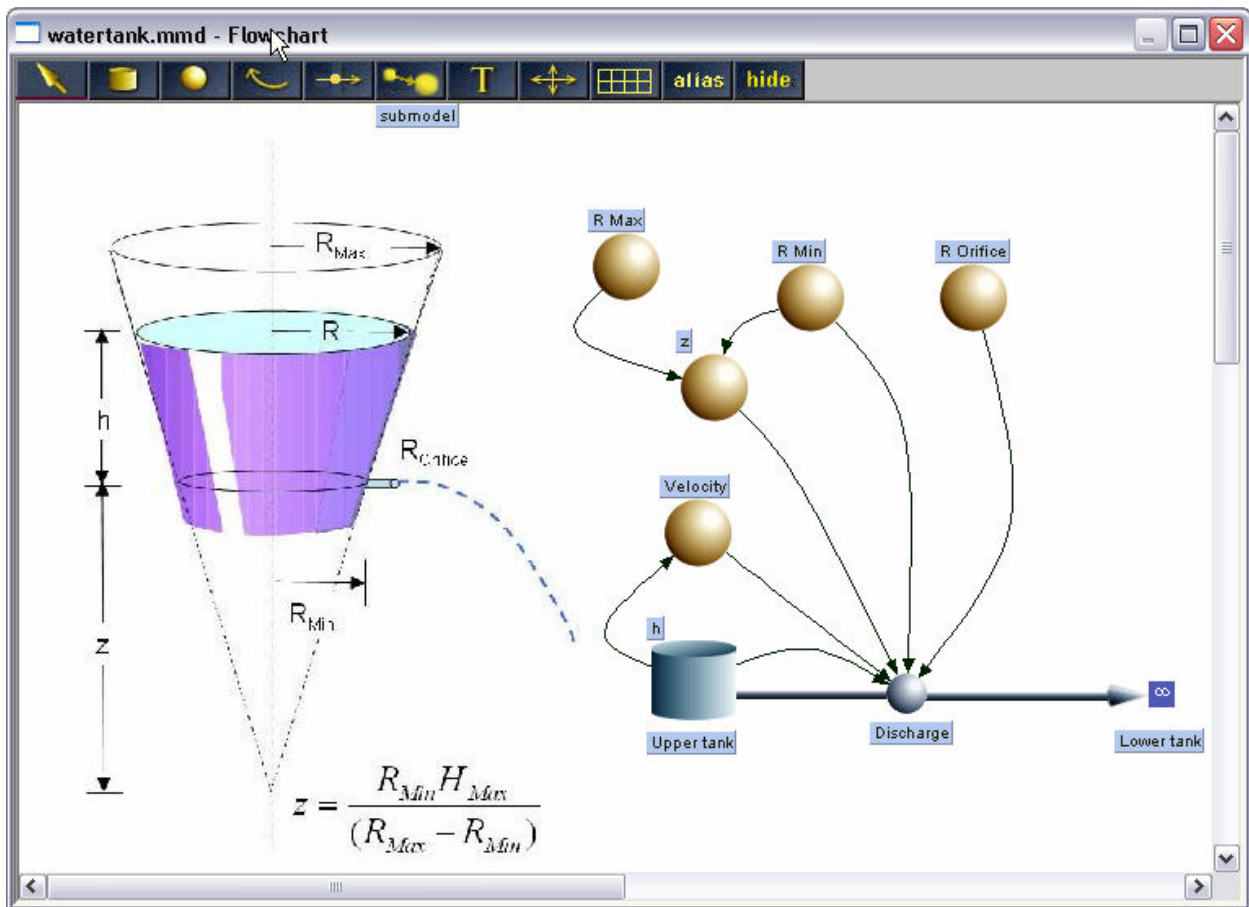 watertank.mmd - Flowchart
T
alias
hide
submodel
R Max
R Min
R Orifice
R_Max
R
z
h
R_Orifice
Velocity
R_Min
h
z
∞
Upper tank
Discharge
Lower tank
z = R_Min H_Max / (R_Max - R_Min)